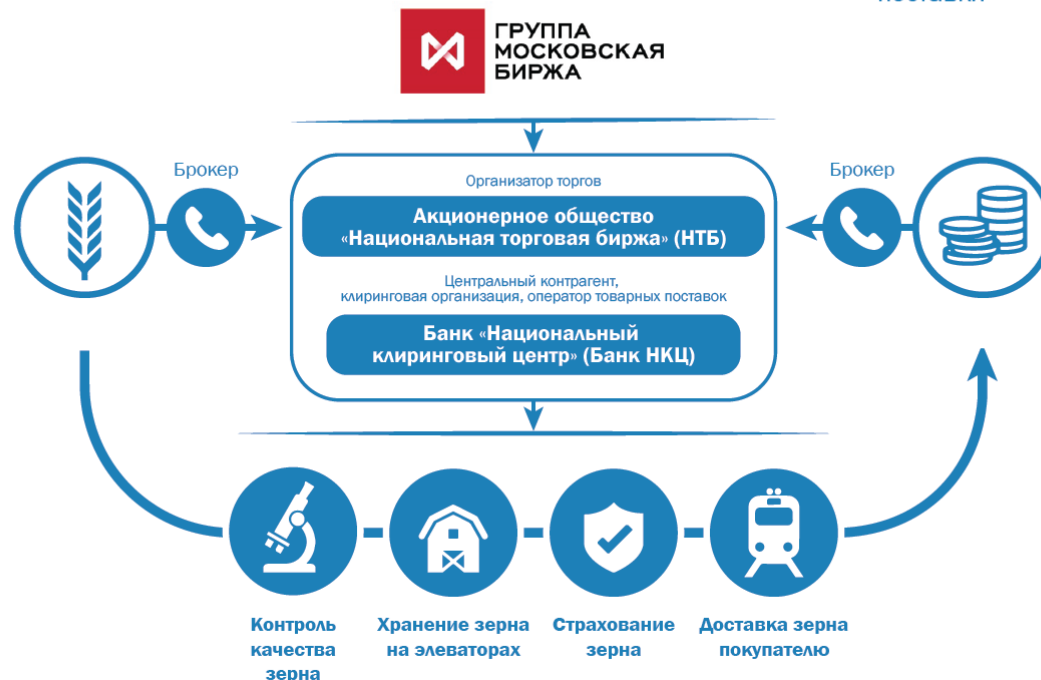 ГРУППА
МОСКОВСКАЯ
БИРЖА
Брокер
Брокер
Организатор торгов
Акционерное общество
«Национальная торговая биржа» (НТБ)
Центральный контрагент,
клиринговая организация, оператор товарных поставок
Банк «Национальный
клиринговый центр» (Банк НКЦ)
Контроль
качества
зерна
Хранение зерна
на элеваторах
Страхование
зерна
Доставка зерна
покупателю